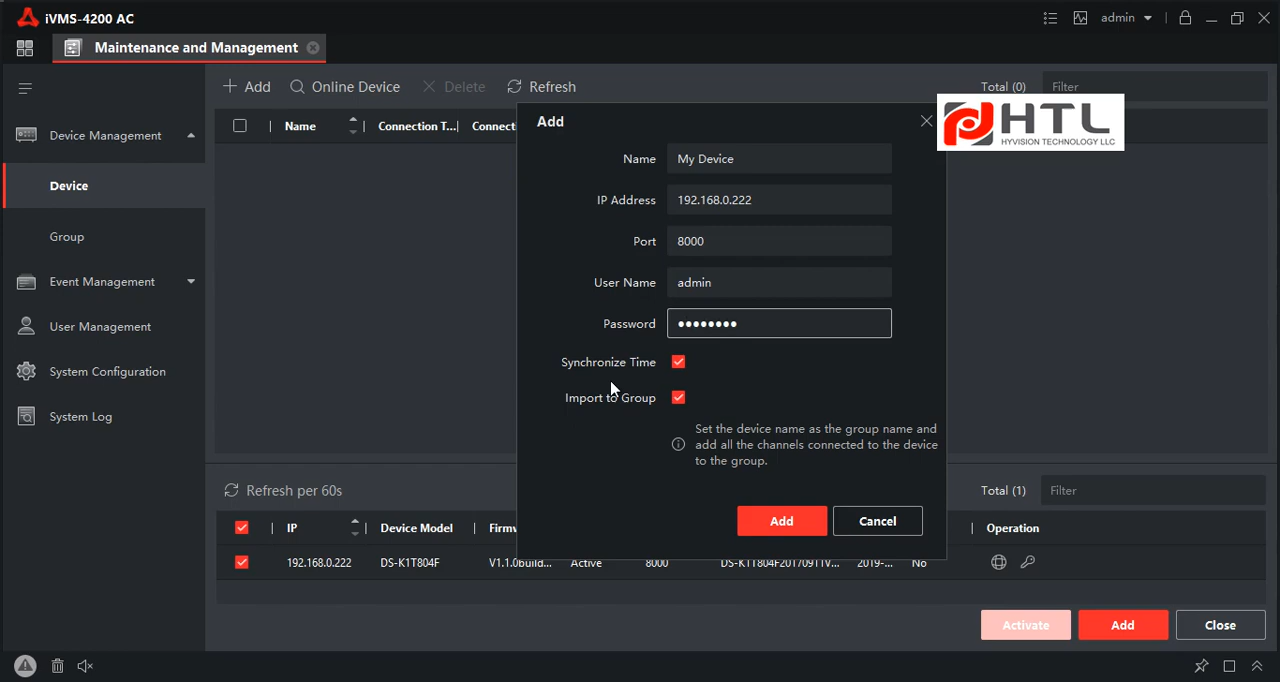 iVMS-4200 AC
admin
Maintenance and Management
Add
Online Device
Delete
Refresh
Total (0)
Filter
HTL
HYVISION TECHNOLOGY LLC
Name
Connection T...
Connect
Device Management
Device
Group
Event Management
User Management
System Configuration
System Log
Add
Name My Device
IP Address 192.168.0.222
Port 8000
User Name admin
Password ••••••••
Synchronize Time
Import to Group
Set the device name as the group name and
add all the channels connected to the device
to the group.
Add Cancel
Refresh per 60s
Total (1)
Filter
IP Device Model Firmw Operation
192.168.0.222 DS-K1T804F V1.1.0build... Active 8000 DS-K1T804F20170911V... 2019-... No
Activate Add Close